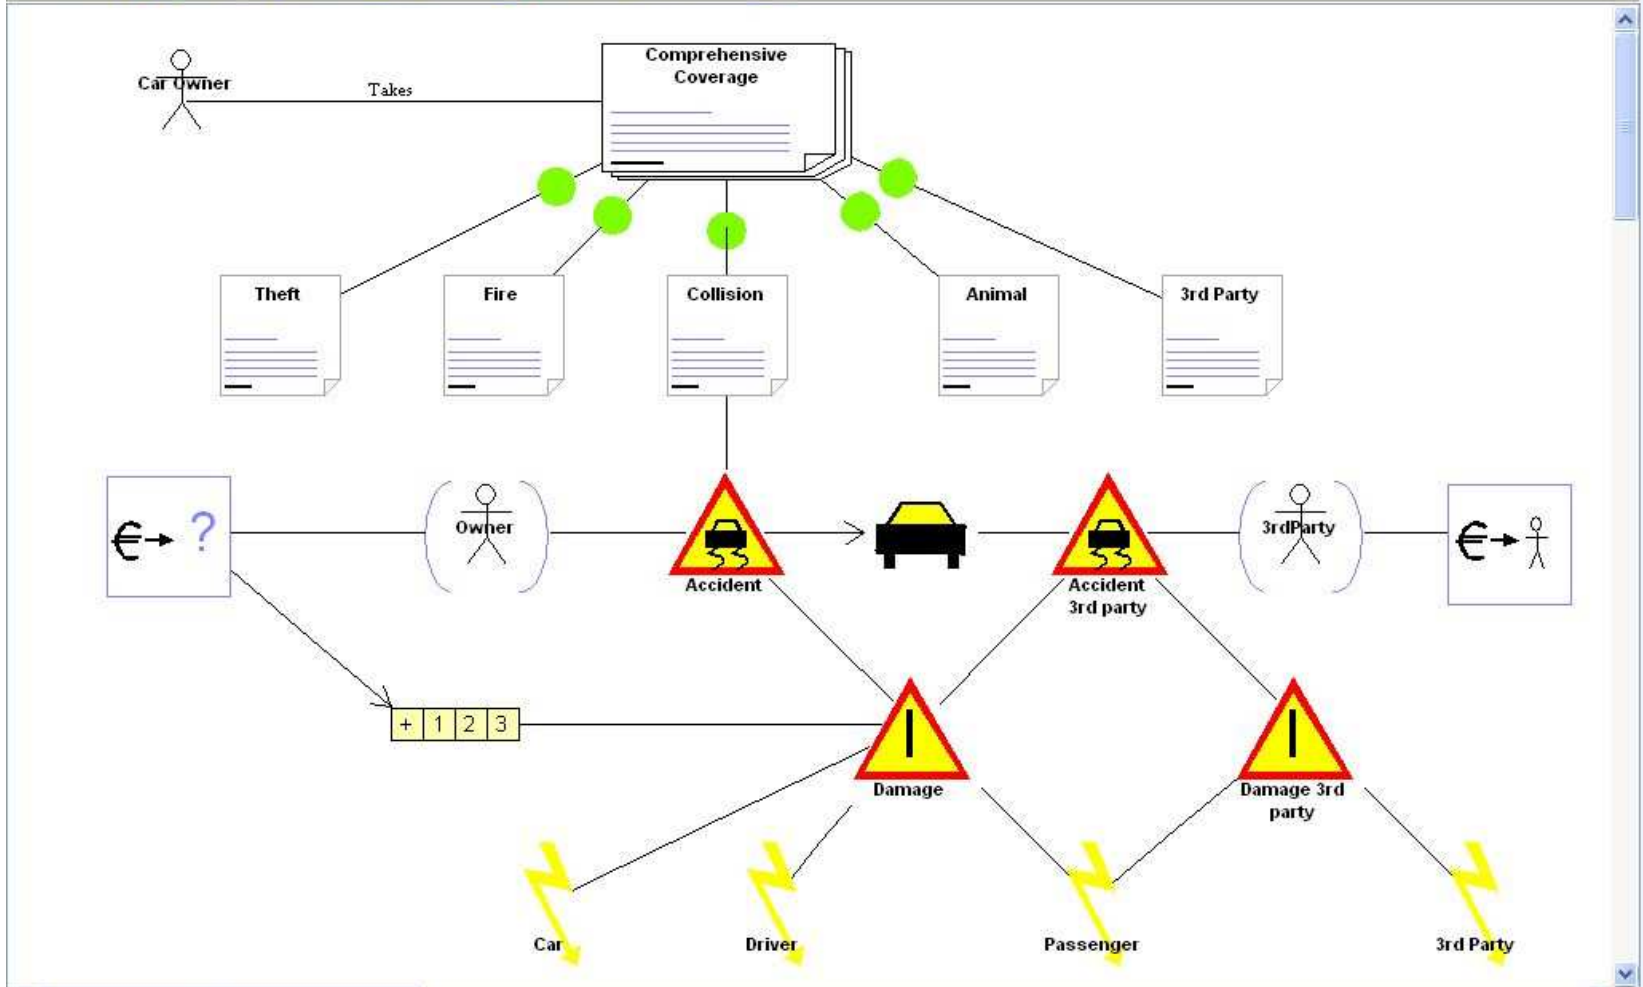 Comprehensive
Coverage
Car Owner
Takes
Theft
Fire
Collision
Animal
3rd Party
€ ?
Owner
3rdParty
€
Accident
Accident
3rd party
+ 1 2 3
Damage
Damage 3rd
party
Car
Driver
Passenger
3rd Party